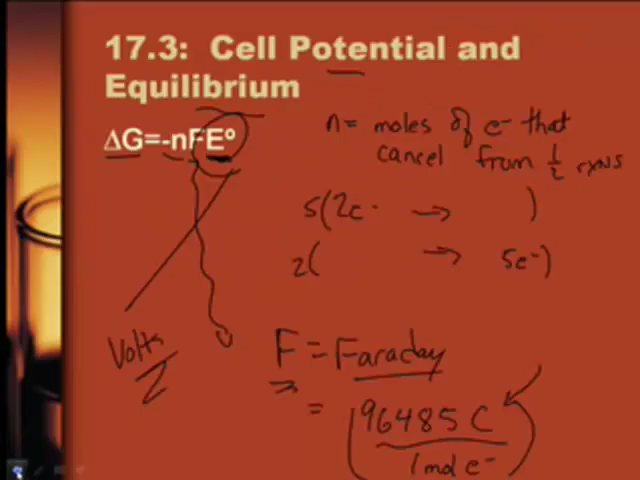 17.3: Cell Potential and
Equilibrium
ΔG=-nFEº
n= moles of e- that
cancel from 1/2 rxns
5(2e- → )
2( → 5e-)
Volts
F = Faraday
= 96485 C
1 mol e-